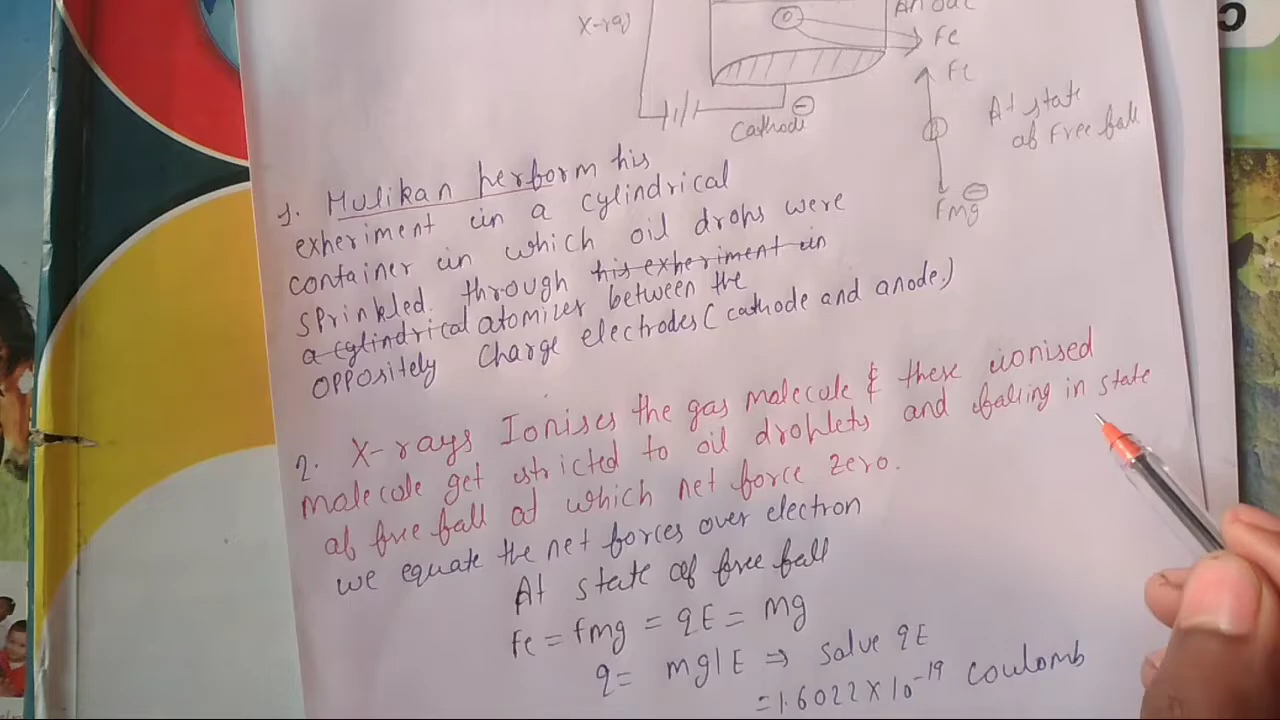 X-ra
Anode
Fe
Fe
Cathode
At state
of Free fall
Fmg
1. Mulikan perform his
experiment in a cylindrical
container in which oil drops were
sprinkled. through his experiment in
a cylindrical atomizer between the
oppositely charge electrodes (cathode and anode.)
2. X-rays Ionises the gas molecule & these ionised
molecule get stricted to oil droplets and falling in state
of free fall at which net force zero.
we equate the net forces over electron
At state of free fall
Fe = fmg = qE = mg
q = mg/E ⇒ solve qE
= 1.6022 x 10-19 coulomb